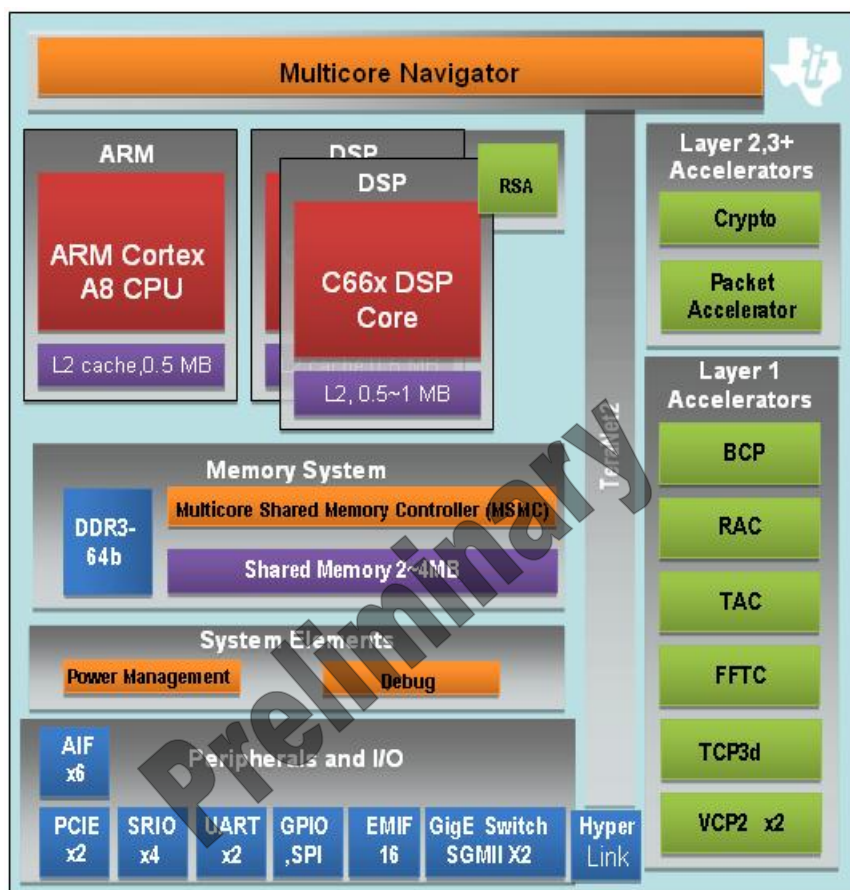 Multicore Navigator
ARM
ARM Cortex
A8 CPU
L2 cache,0.5 MB
DSP
DSP
C66x DSP
Core
L2, 0.5~1 MB
RSA
TeraNet2
Layer 2,3+
Accelerators
Crypto
Packet
Accelerator
Layer 1
Accelerators
BCP
RAC
TAC
FFTC
TCP3d
VCP2 x2
Memory System
DDR3-
64b
Multicore Shared Memory Controller (MSMC)
Shared Memory 2~4MB
System Elements
Power Management
Debug
Peripherals and I/O
AIF
x6
PCIE
x2
SRIO
x4
UART
x2
GPIO
,SPI
EMIF
16
GigE Switch
SGMII X2
Hyper
Link
Preliminary